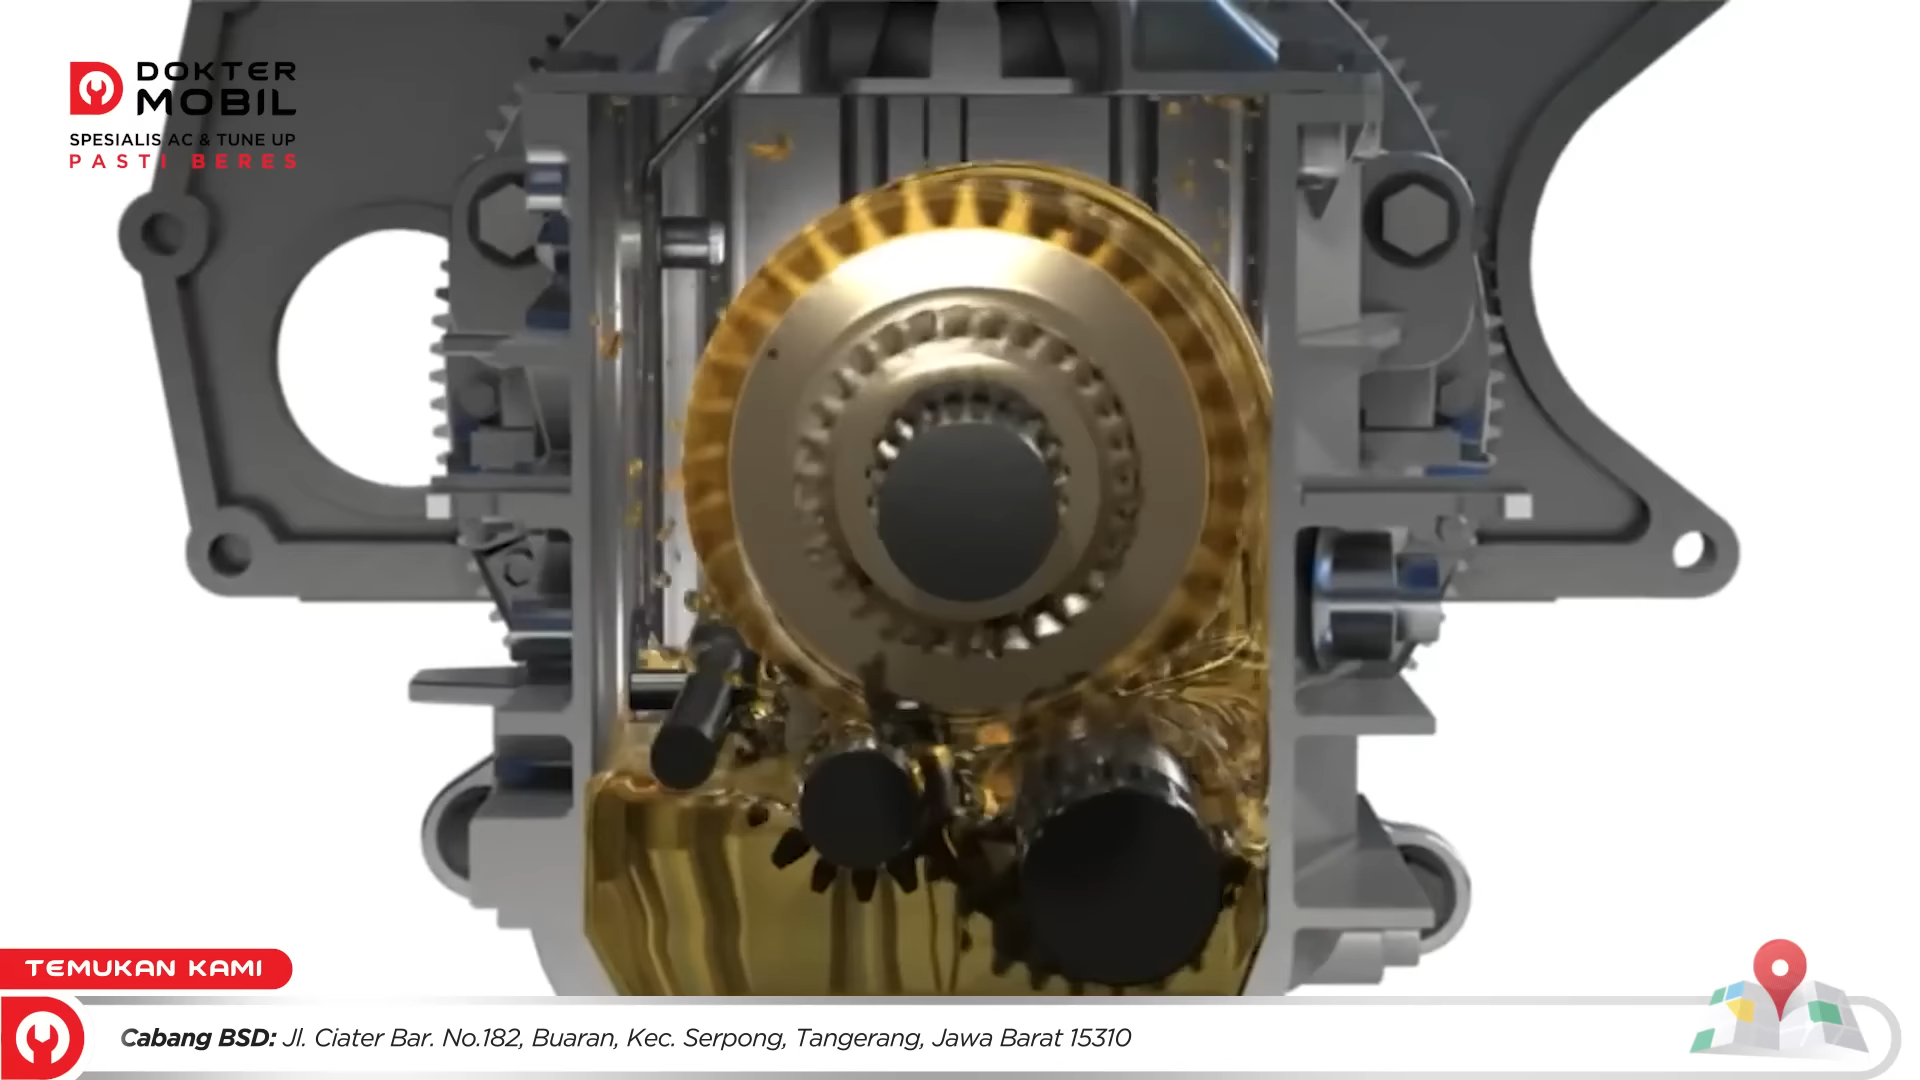 DOKTER
MOBIL
SPESIALIS AC & TUNE UP
PASTI BERES
TEMUKAN KAMI
Cabang BSD: Jl. Ciater Bar. No.182, Buaran, Kec. Serpong, Tangerang, Jawa Barat 15310